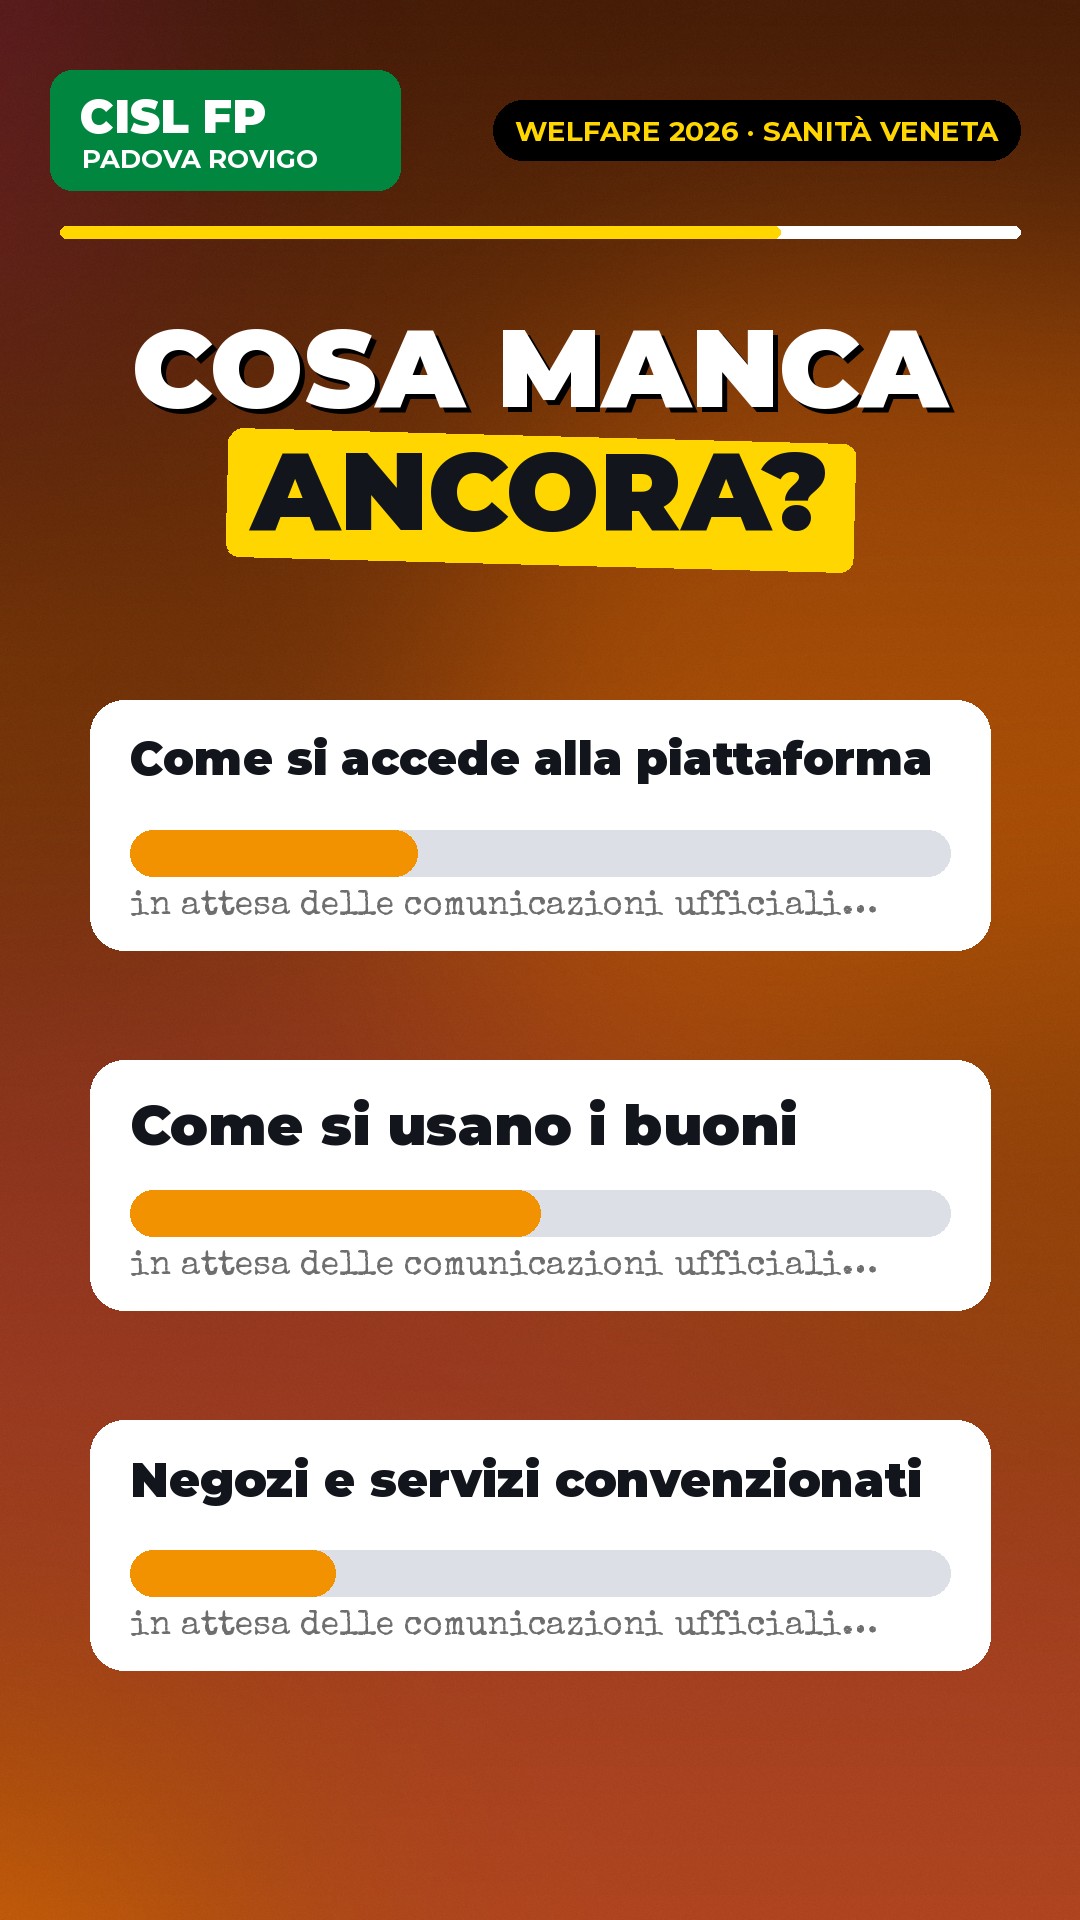 CISL FP
PADOVA ROVIGO
WELFARE 2026 · SANITÀ VENETA
COSA MANCA
ANCORA?
Come si accede alla piattaforma
in attesa delle comunicazioni ufficiali...
Come si usano i buoni
in attesa delle comunicazioni ufficiali...
Negozi e servizi convenzionati
in attesa delle comunicazioni ufficiali...